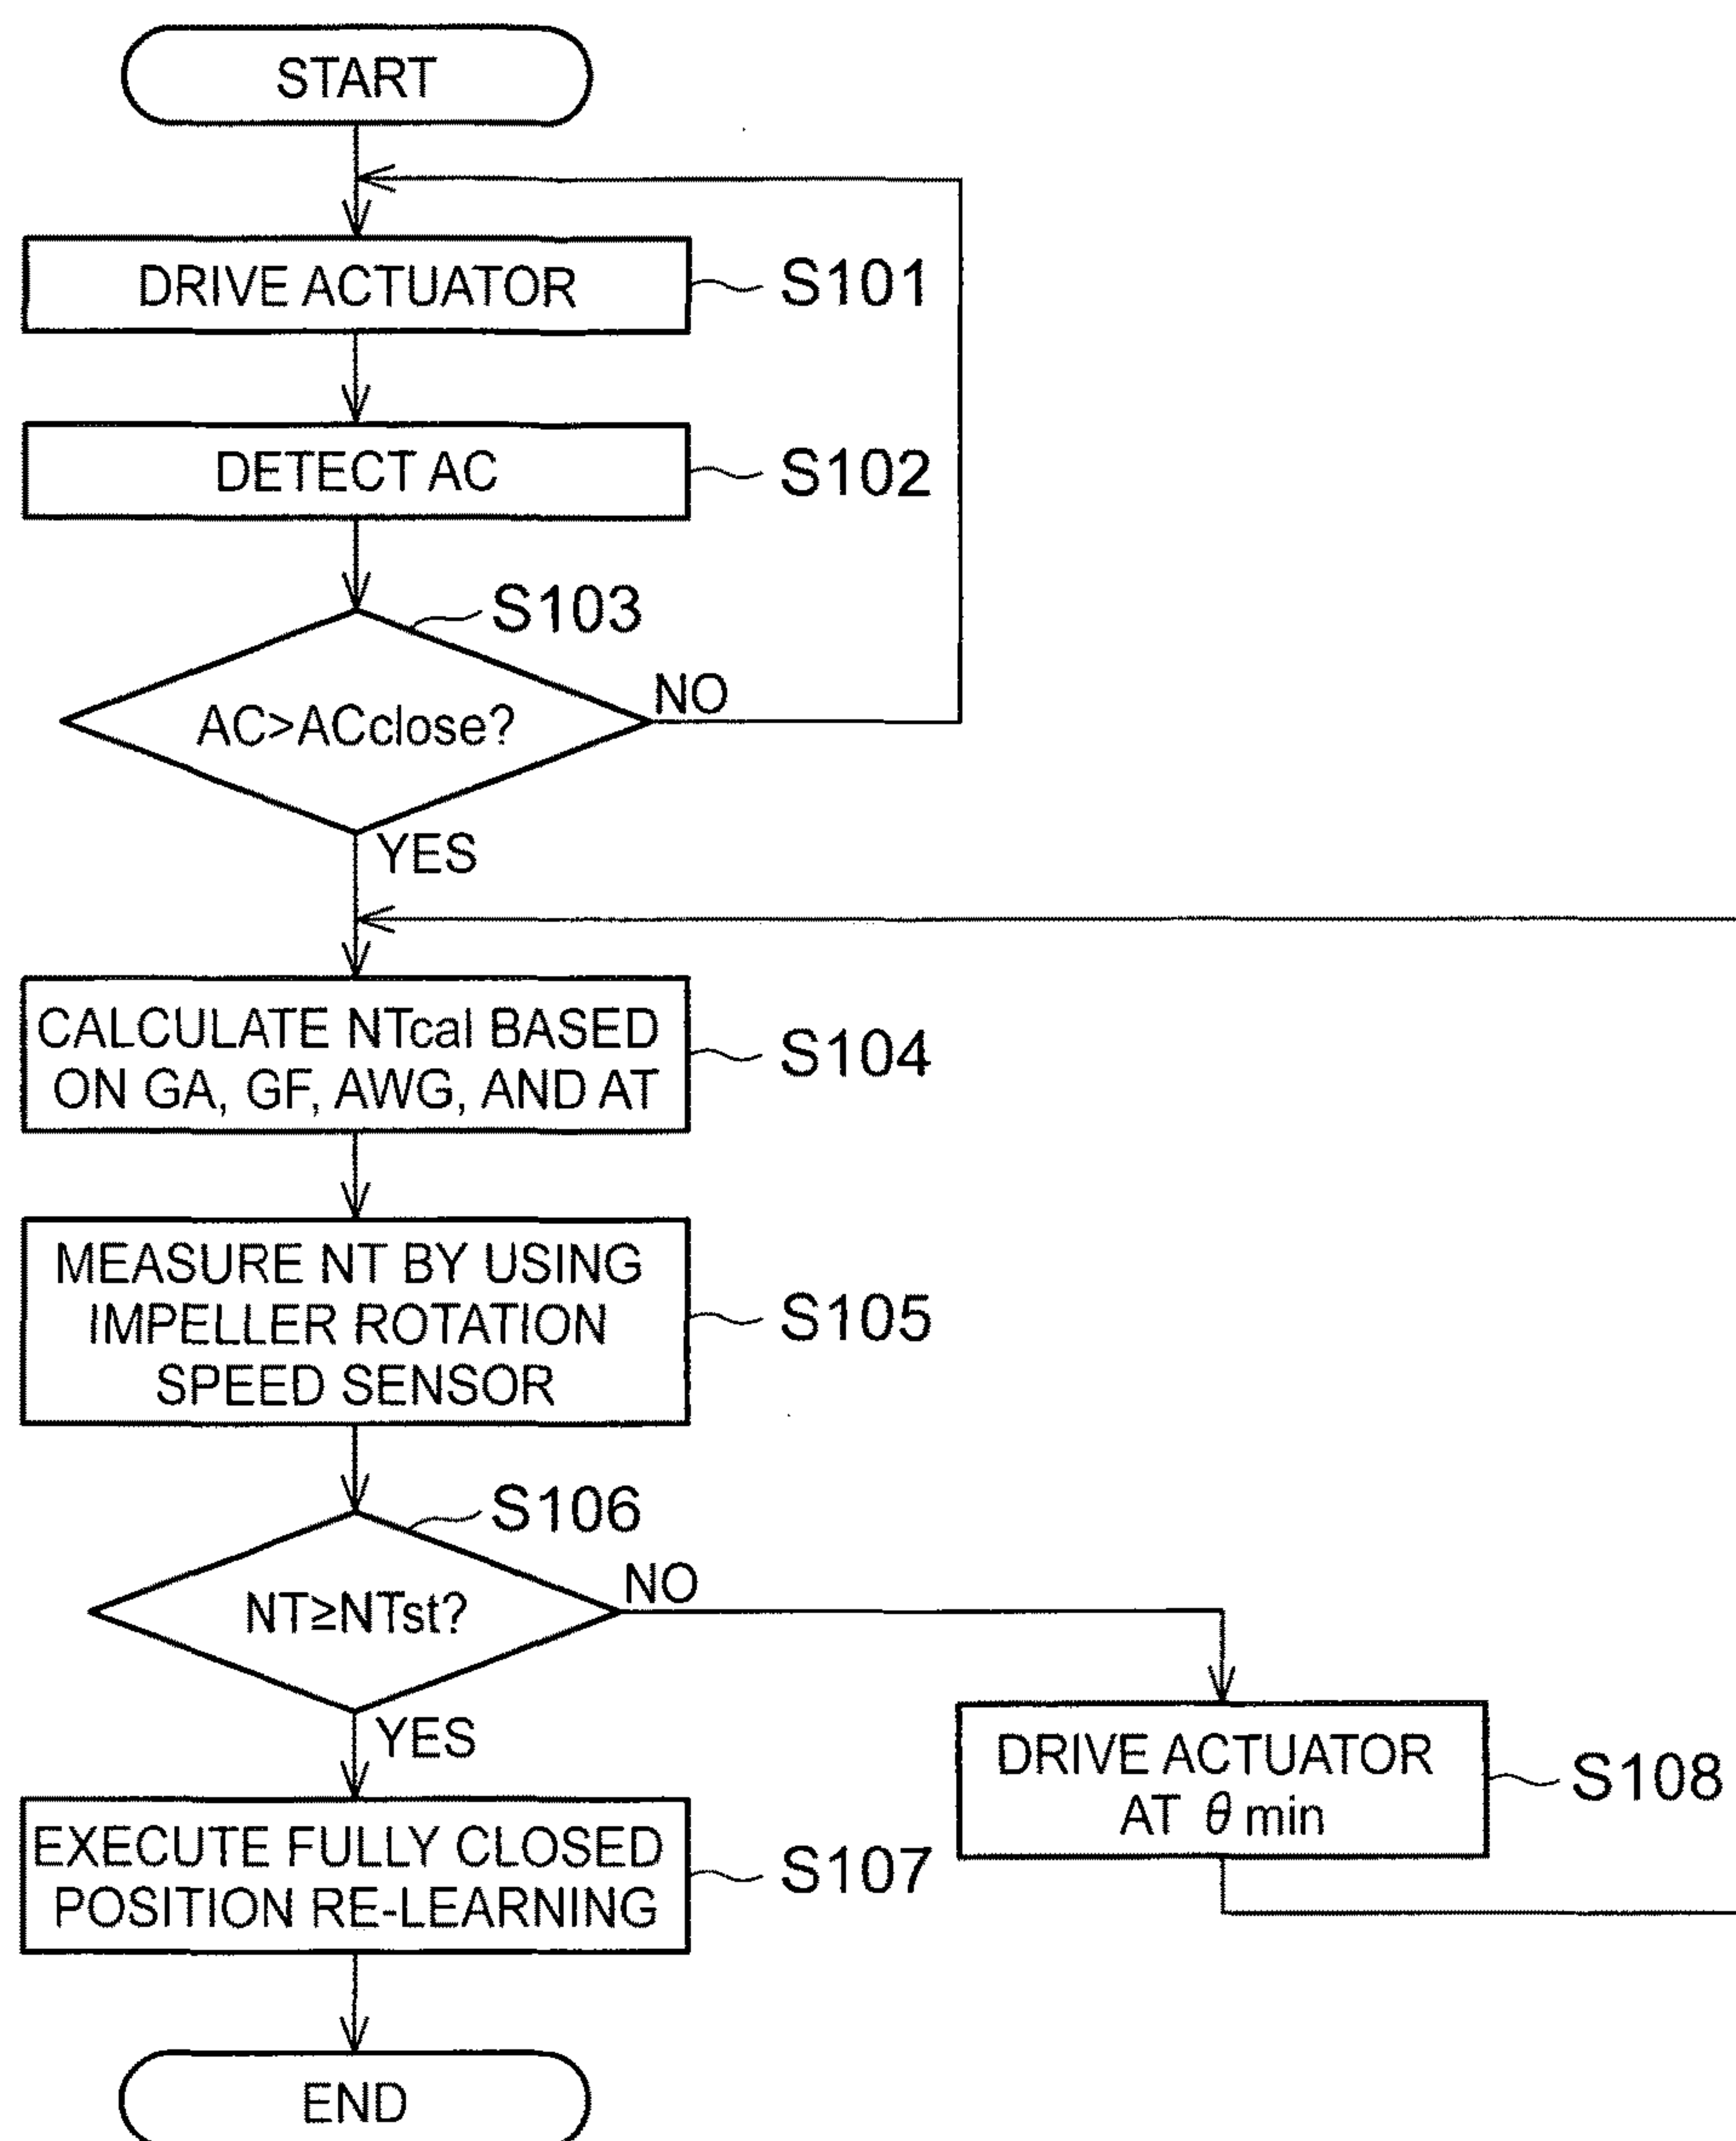 START
DRIVE ACTUATOR
S101
DETECT AC
S102
S103
AC>ACclose?
NO
YES
CALCULATE NTcal BASED
ON GA, GF, AWG, AND AT
S104
MEASURE NT BY USING
IMPELLER ROTATION
SPEED SENSOR
S105
S106
NT≥NTst?
NO
YES
DRIVE ACTUATOR
AT θ min
S108
EXECUTE FULLY CLOSED
POSITION RE-LEARNING
S107
END